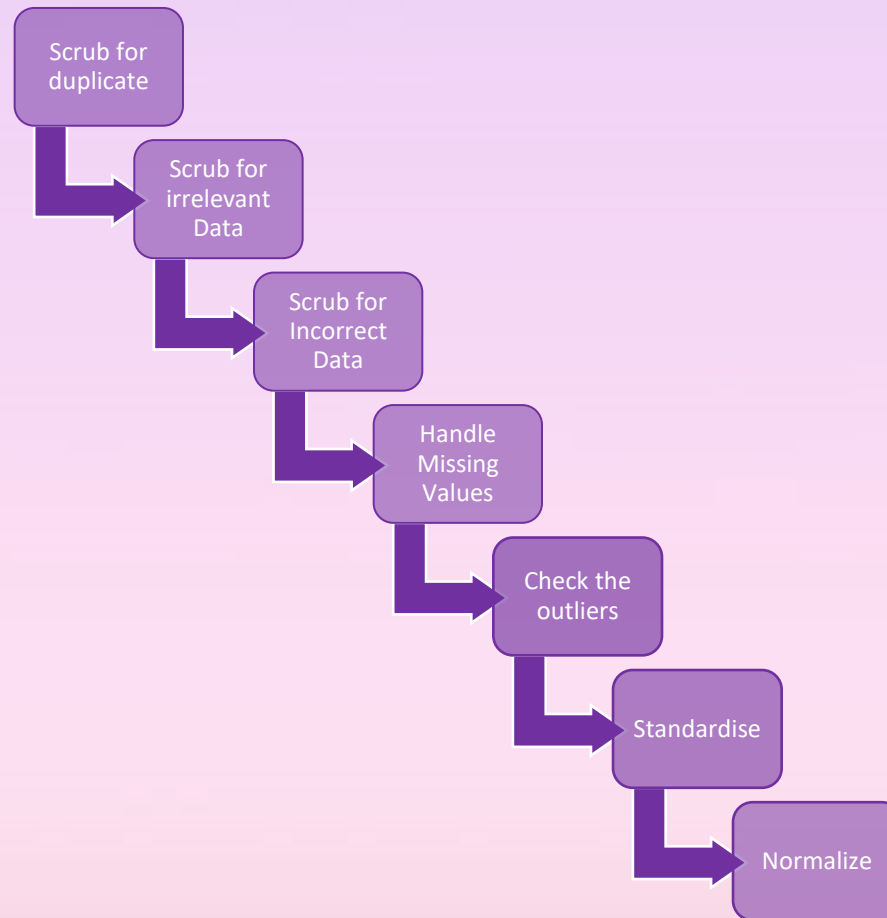 Scrub for
duplicate
Scrub for
irrelevant
Data
Scrub for
Incorrect
Data
Handle
Missing
Values
Check the
outliers
Standardise
Normalize